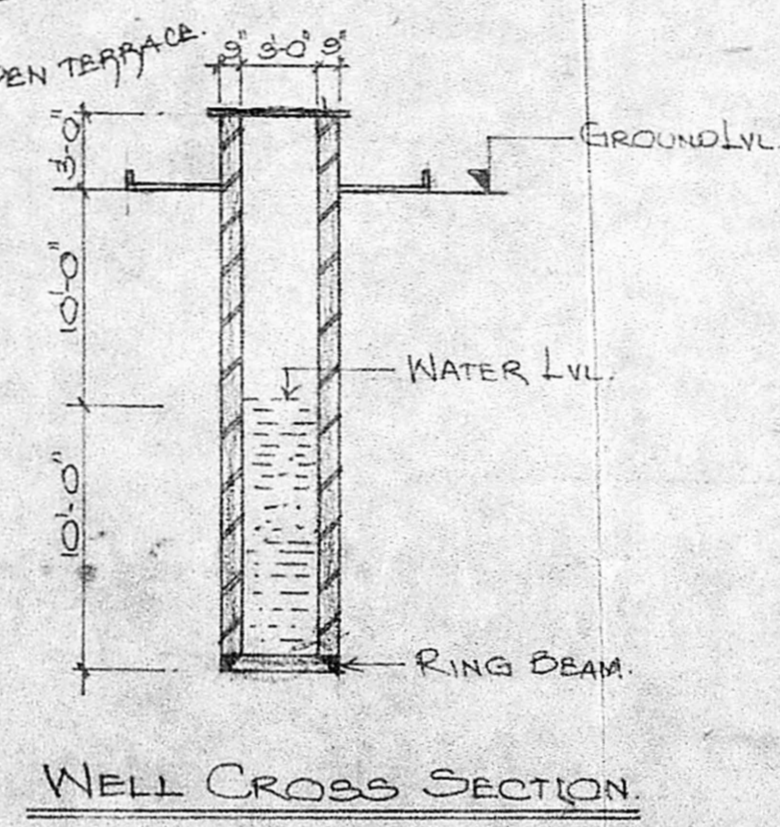 TERRACE.
9" 3'-0" 9"
3'-0"
GROUND LVL.
10'-0"
WATER LVL.
10'-0"
RING BEAM.
WELL CROSS SECTION.